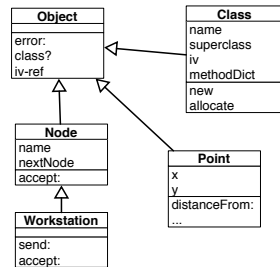 Object
error:
class?
iv-ref
Class
name
superclass
iv
methodDict
new
allocate
Node
name
nextNode
accept:
Point
x
y
distanceFrom:
...
Workstation
send:
accept: